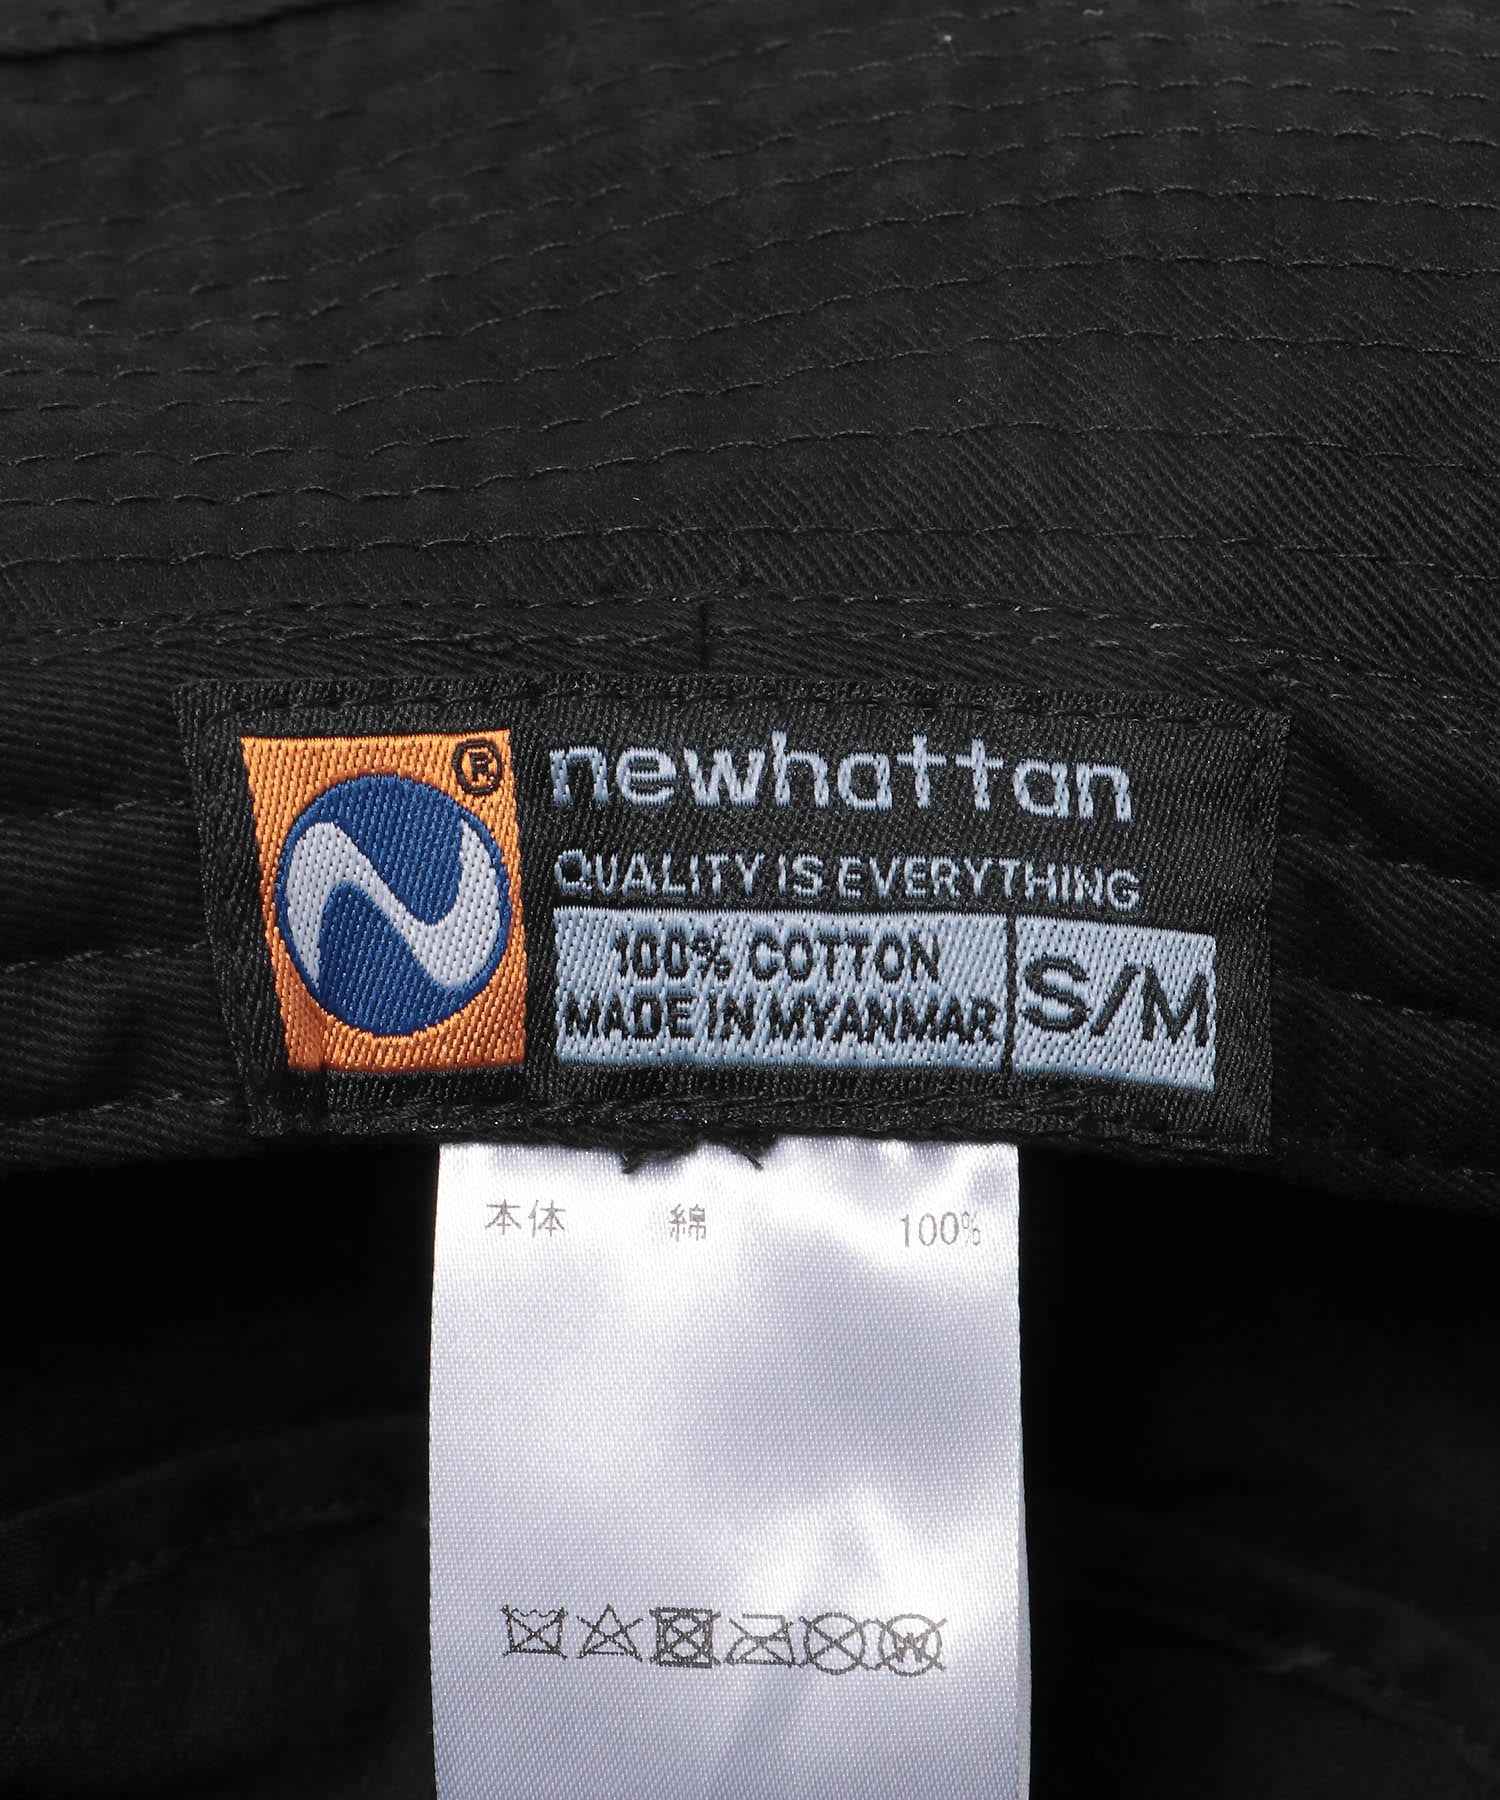 ®
newhattan
QUALITY IS EVERYTHING
100% COTTON
MADE IN MYANMAR
S/M
本体 綿 100%
W